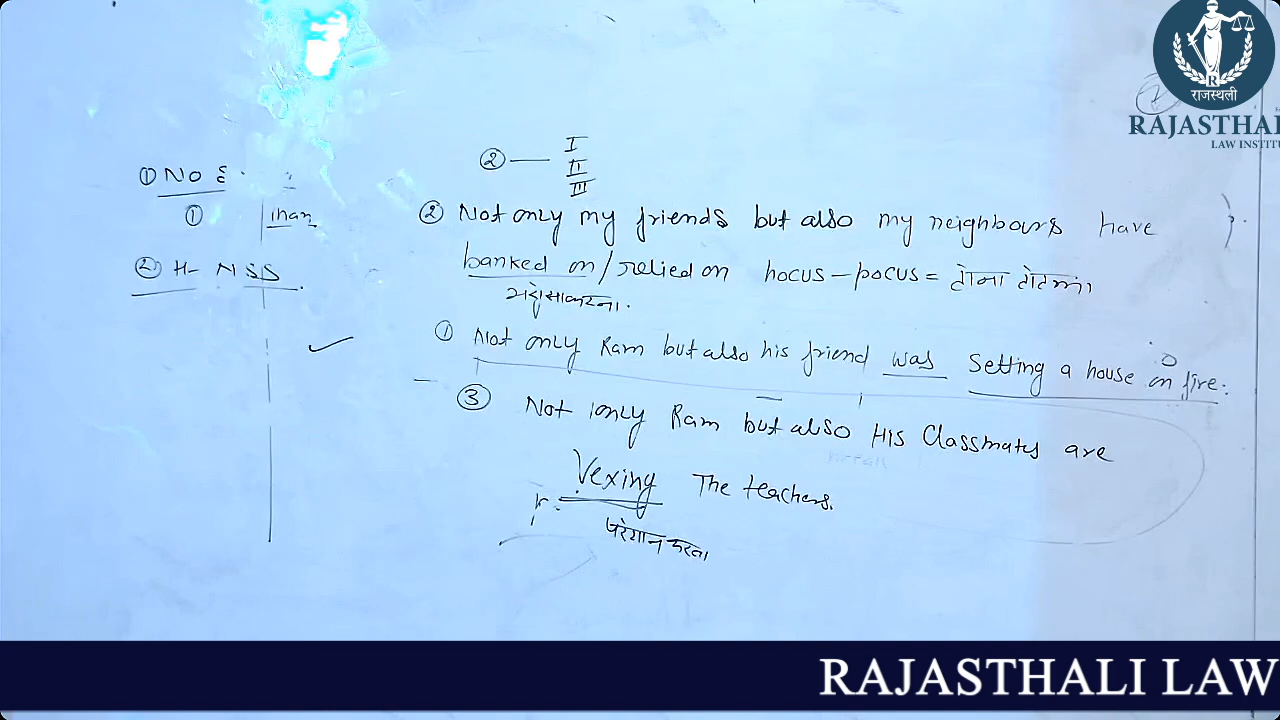 राजस्थली
RAJASTHALI
LAW INSTITU
② — I
II
III
① No ε
① than
② H- NSS
② Not only my friends but also my neighbours have
banked on/relied on hocus-pocus = टोना टोटका
भरोसा करना.
① Not only Ram but also his friend was setting a house on fire.
③ Not only Ram but also His Classmates are
Vexing The teachers.
परेशान करना
RAJASTHALI LAW